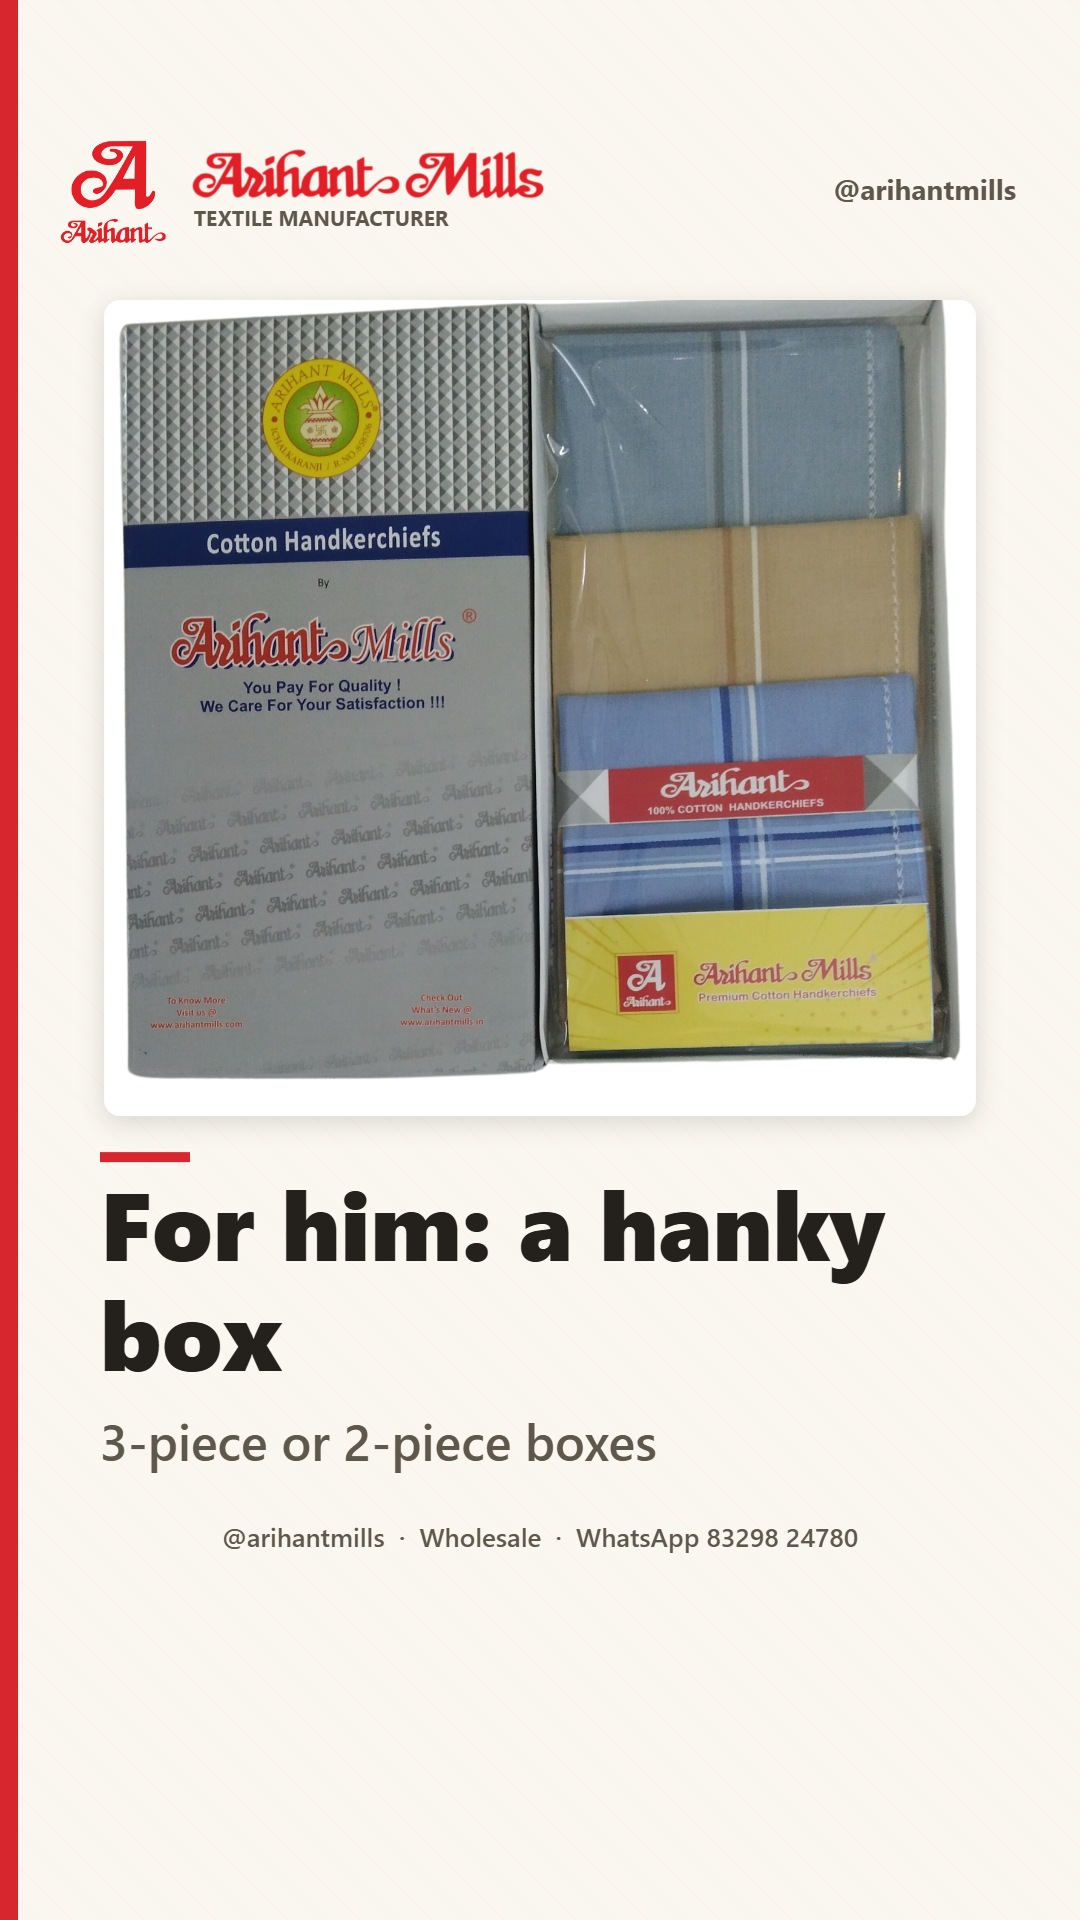 A
Arihant
Arihant Mills
TEXTILE MANUFACTURER
@arihantmills
ARIHANT MILLS
ICHALKARANJI / R.NO.
Cotton Handkerchiefs
By
Arihant Mills ®
You Pay For Quality !
We Care For Your Satisfaction !!!
To Know More
Visit us @
www.arihantmills.com
Check Out
What's New @
www.arihantmills.in
Arihant
100% COTTON HANDKERCHIEFS
A
Arihant
Arihant Mills
Premium Cotton Handkerchiefs
For him: a hanky
box
3-piece or 2-piece boxes
@arihantmills · Wholesale · WhatsApp 83298 24780